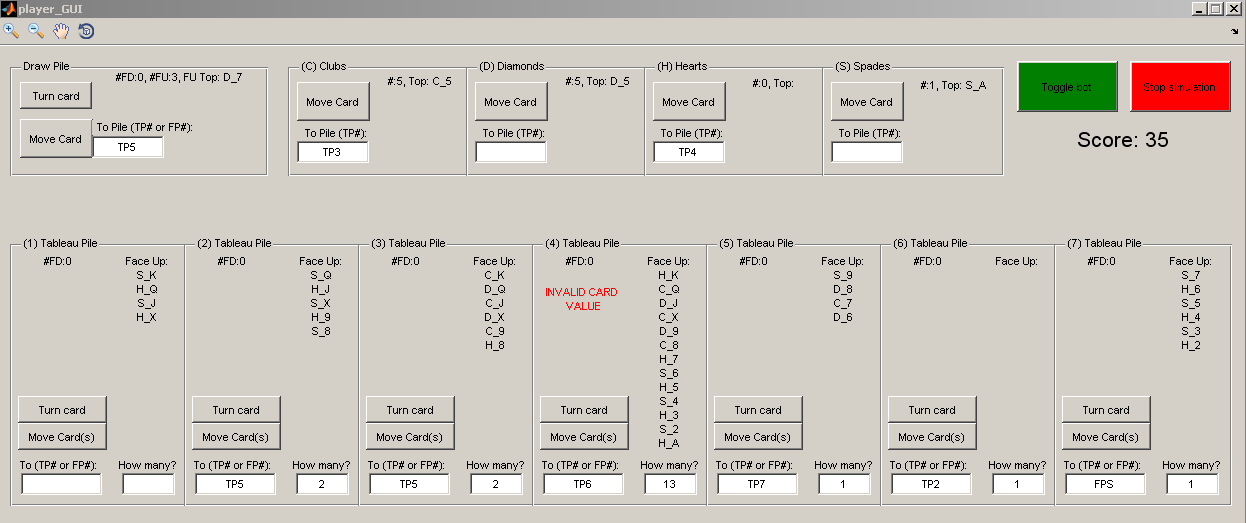 player_GUI
Draw Pile
#FD:0, #FU:3, FU Top: D_7
Turn card
Move Card
To Pile (TP# or FP#):
TP5
(C) Clubs
#:5, Top: C_5
Move Card
To Pile (TP#):
TP3
(D) Diamonds
#:5, Top: D_5
Move Card
To Pile (TP#):
(H) Hearts
#:0, Top:
Move Card
To Pile (TP#):
TP4
(S) Spades
#:1, Top: S_A
Move Card
To Pile (TP#):
Toggle bot
Stop simulation
Score: 35
(1) Tableau Pile
#FD:0
Face Up:
S_K
H_Q
S_J
H_X
Turn card
Move Card(s)
To (TP# or FP#):
How many?
(2) Tableau Pile
#FD:0
Face Up:
S_Q
H_J
S_X
H_9
S_8
Turn card
Move Card(s)
To (TP# or FP#):
How many?
TP5
2
(3) Tableau Pile
#FD:0
Face Up:
C_K
D_Q
C_J
D_X
C_9
H_8
Turn card
Move Card(s)
To (TP# or FP#):
How many?
TP5
2
(4) Tableau Pile
#FD:0
INVALID CARD
VALUE
Face Up:
H_K
C_Q
D_J
C_X
D_9
C_8
H_7
S_6
H_5
S_4
H_3
S_2
H_A
Turn card
Move Card(s)
To (TP# or FP#):
How many?
TP6
13
(5) Tableau Pile
#FD:0
Face Up:
S_9
D_8
C_7
D_6
Turn card
Move Card(s)
To (TP# or FP#):
How many?
TP7
1
(6) Tableau Pile
#FD:0
Face Up:
Turn card
Move Card(s)
To (TP# or FP#):
How many?
TP2
1
(7) Tableau Pile
#FD:0
Face Up:
S_7
H_6
S_5
H_4
S_3
H_2
Turn card
Move Card(s)
To (TP# or FP#):
How many?
FPS
1